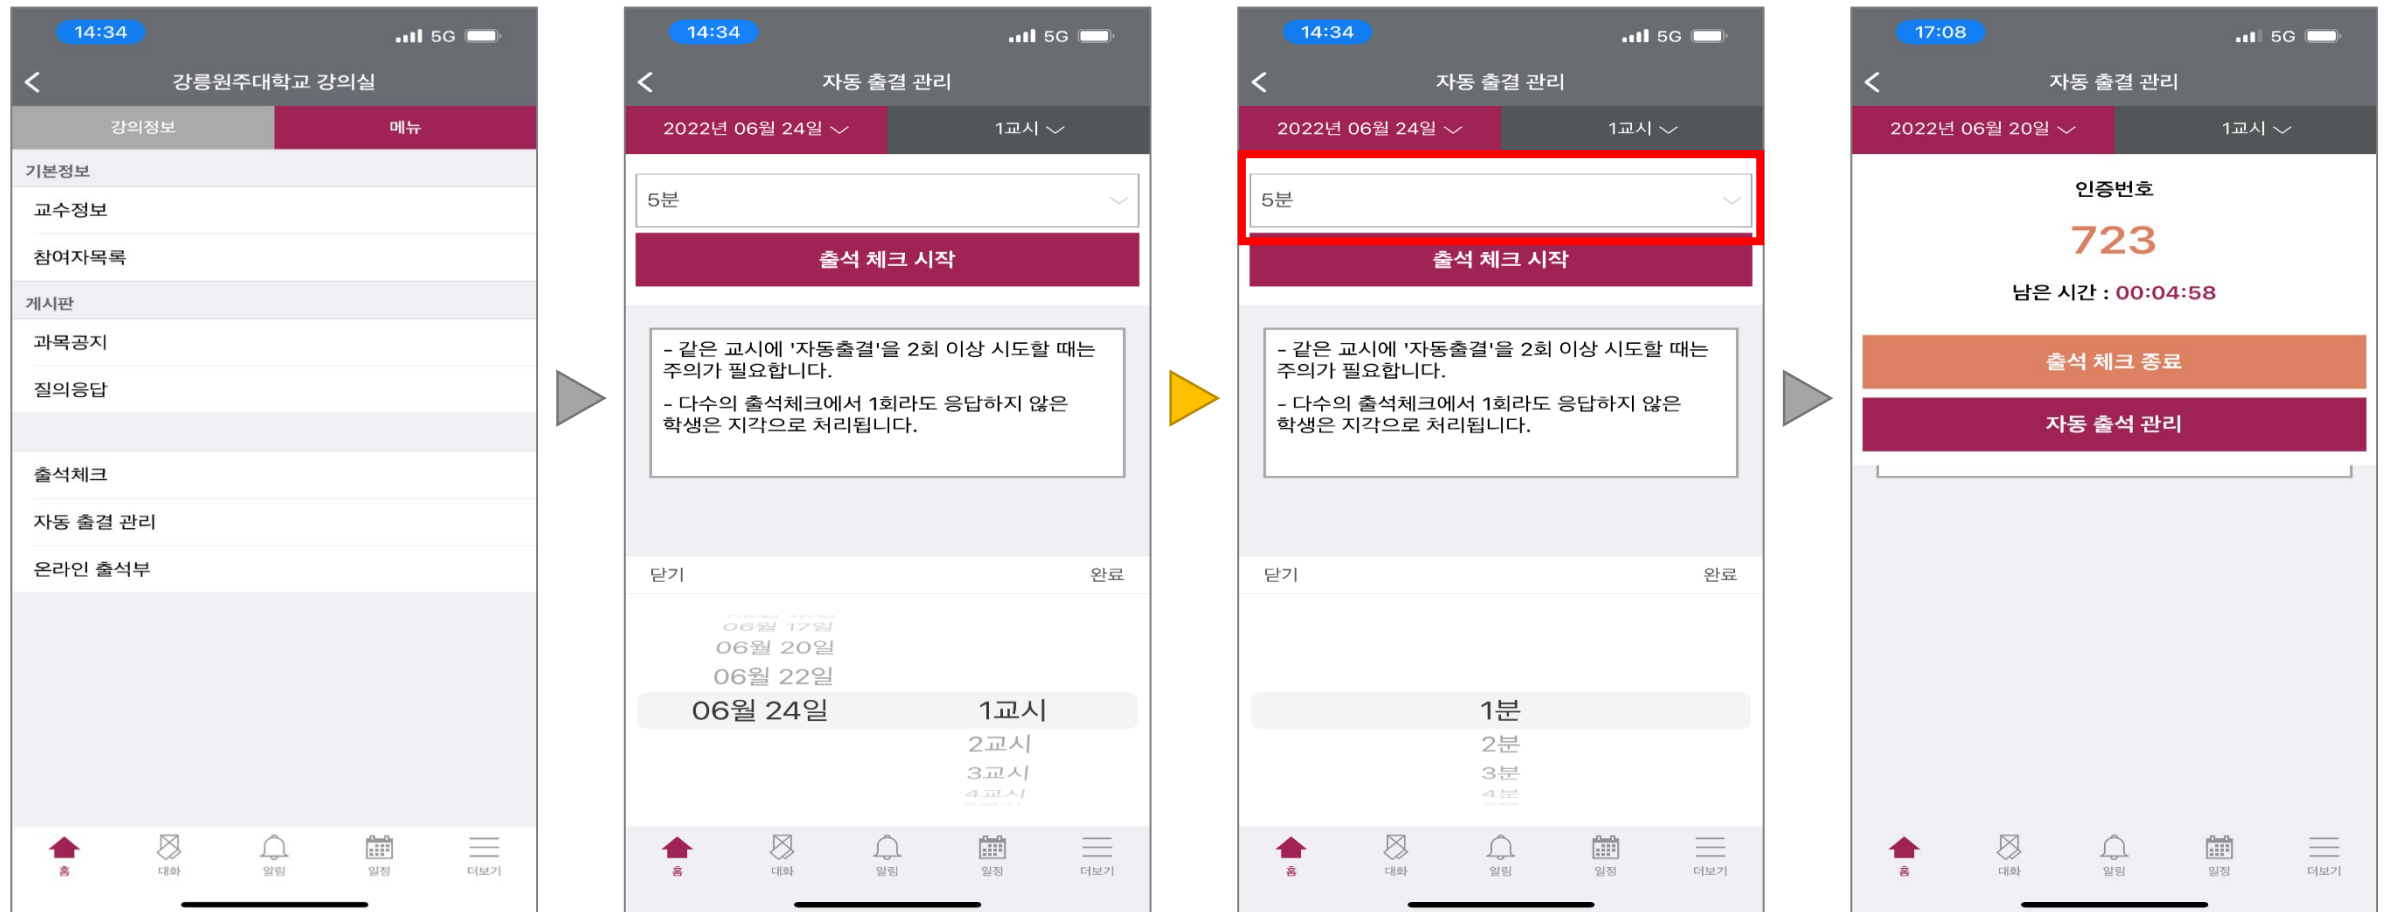 14:34
5G
강릉원주대학교 강의실
강의정보
메뉴
기본정보
교수정보
참여자목록
게시판
과목공지
질의응답
출석체크
자동 출결 관리
온라인 출석부
홈
대화
알림
일정
더보기
14:34
5G
자동 출결 관리
2022년 06월 24일
1교시
5분
출석 체크 시작
- 같은 교시에 '자동출결'을 2회 이상 시도할 때는
주의가 필요합니다.
- 다수의 출석체크에서 1회라도 응답하지 않은
학생은 지각으로 처리됩니다.
닫기
완료
06월 17일
06월 20일
06월 22일
06월 24일
1교시
2교시
3교시
4교시
홈
대화
알림
일정
더보기
14:34
5G
자동 출결 관리
2022년 06월 24일
1교시
5분
출석 체크 시작
- 같은 교시에 '자동출결'을 2회 이상 시도할 때는
주의가 필요합니다.
- 다수의 출석체크에서 1회라도 응답하지 않은
학생은 지각으로 처리됩니다.
닫기
완료
1분
2분
3분
4분
홈
대화
알림
일정
더보기
17:08
5G
자동 출결 관리
2022년 06월 20일
1교시
인증번호
723
남은 시간 : 00:04:58
출석 체크 종료
자동 출석 관리
홈
대화
알림
일정
더보기